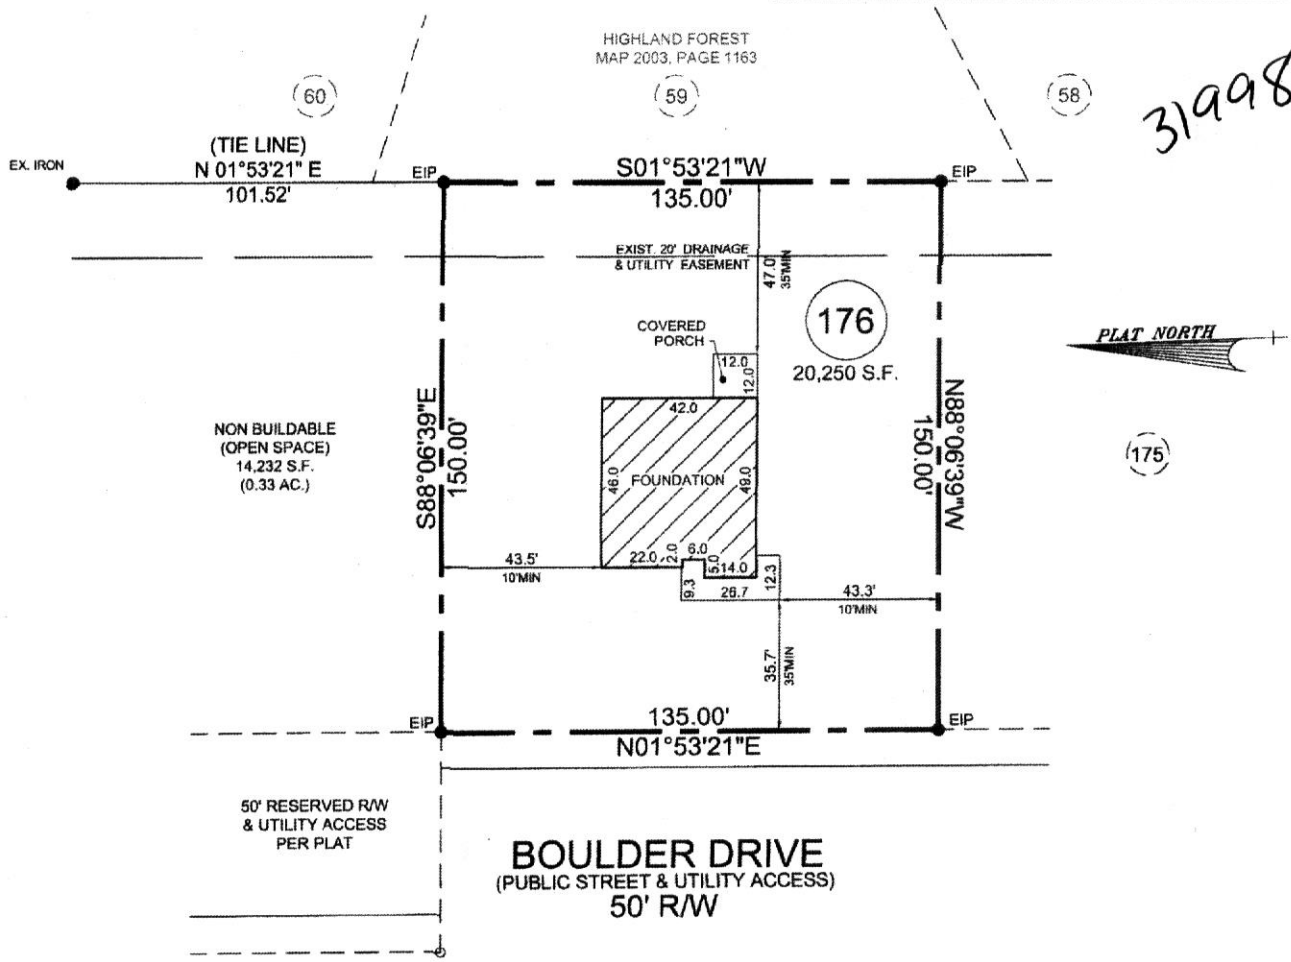 HIGHLAND FOREST
MAP 2003, PAGE 1163
60
59
58
31998
(TIE LINE)
EX. IRON
N 01°53'21" E
101.52'
EIP
S01°53'21"W
135.00'
EIP
EXIST. 20' DRAINAGE
& UTILITY EASEMENT
47.0'
35'MIN
176
20,250 S.F.
COVERED
PORCH
12.0
12.0
PLAT NORTH
42.0
NON BUILDABLE
(OPEN SPACE)
14,232 S.F.
(0.33 AC.)
S88°06'39"E
150.00'
46.0
FOUNDATION
49.0
N88°06'39"W
150.00'
175
43.5'
10'MIN
22.0
2.0
6.0
5.0
14.0
12.3
9.3
26.7
43.3'
10'MIN
35.7'
35'MIN
EIP
135.00'
N01°53'21"E
EIP
50' RESERVED R/W
& UTILITY ACCESS
PER PLAT
BOULDER DRIVE
(PUBLIC STREET & UTILITY ACCESS)
50' R/W